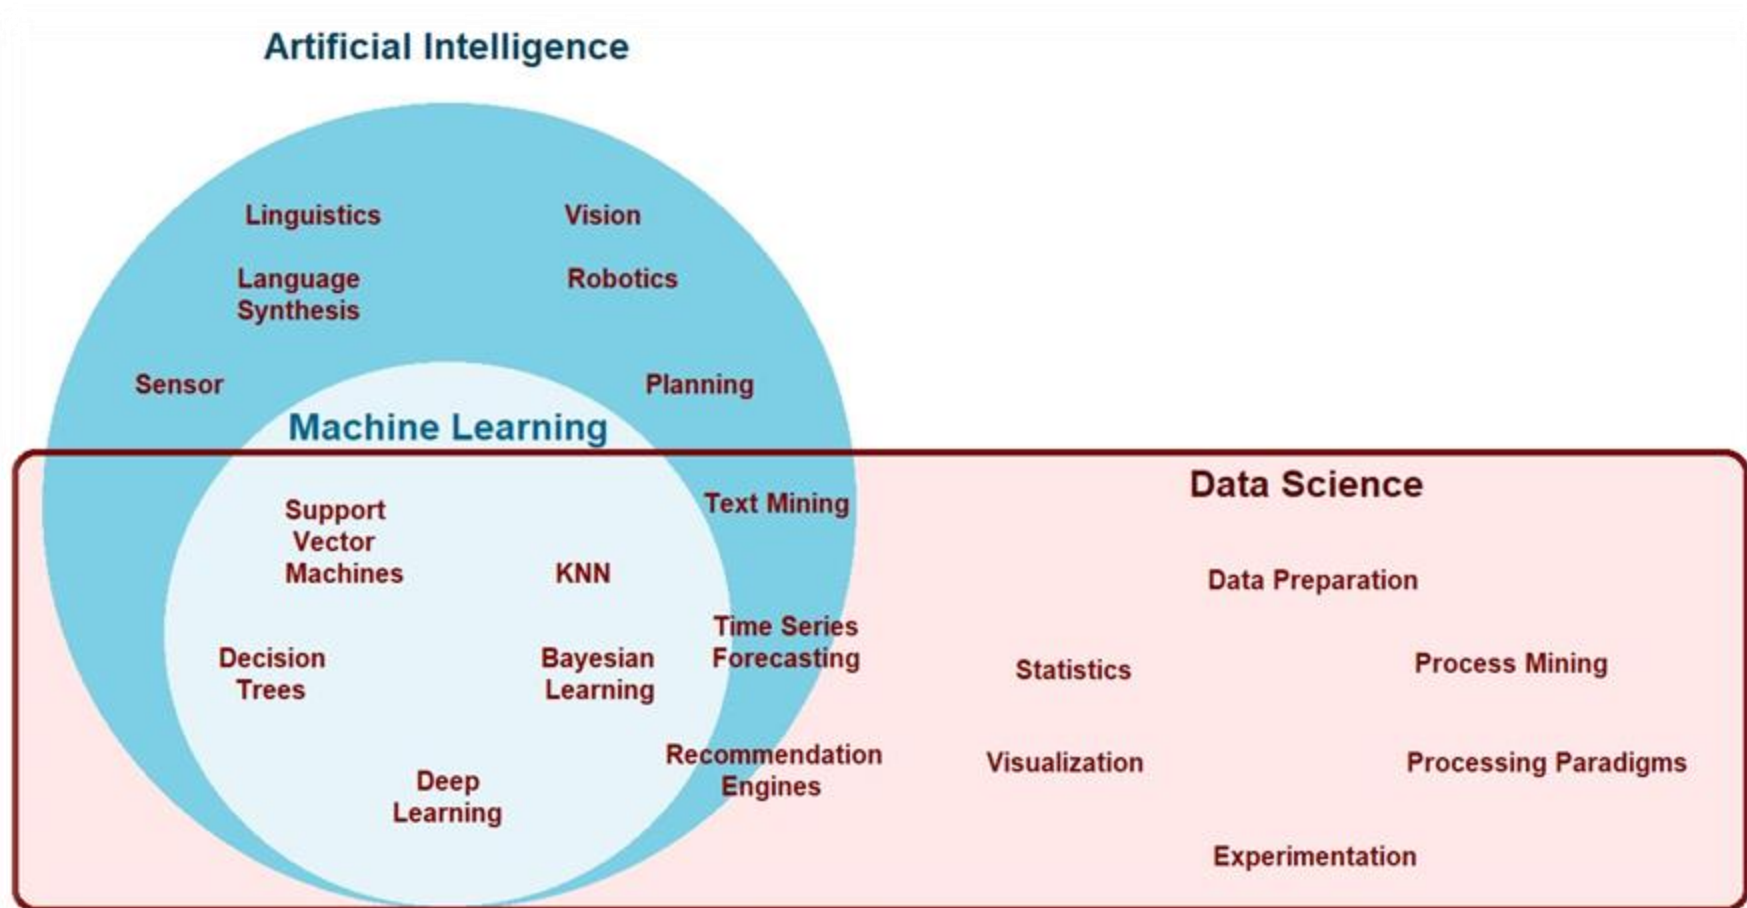 Artificial Intelligence
Linguistics
Vision
Language
Synthesis
Robotics
Sensor
Planning
Machine Learning
Data Science
Support
Vector
Machines
KNN
Text Mining
Data Preparation
Time Series
Forecasting
Decision
Trees
Bayesian
Learning
Statistics
Process Mining
Recommendation
Engines
Visualization
Processing Paradigms
Deep
Learning
Experimentation